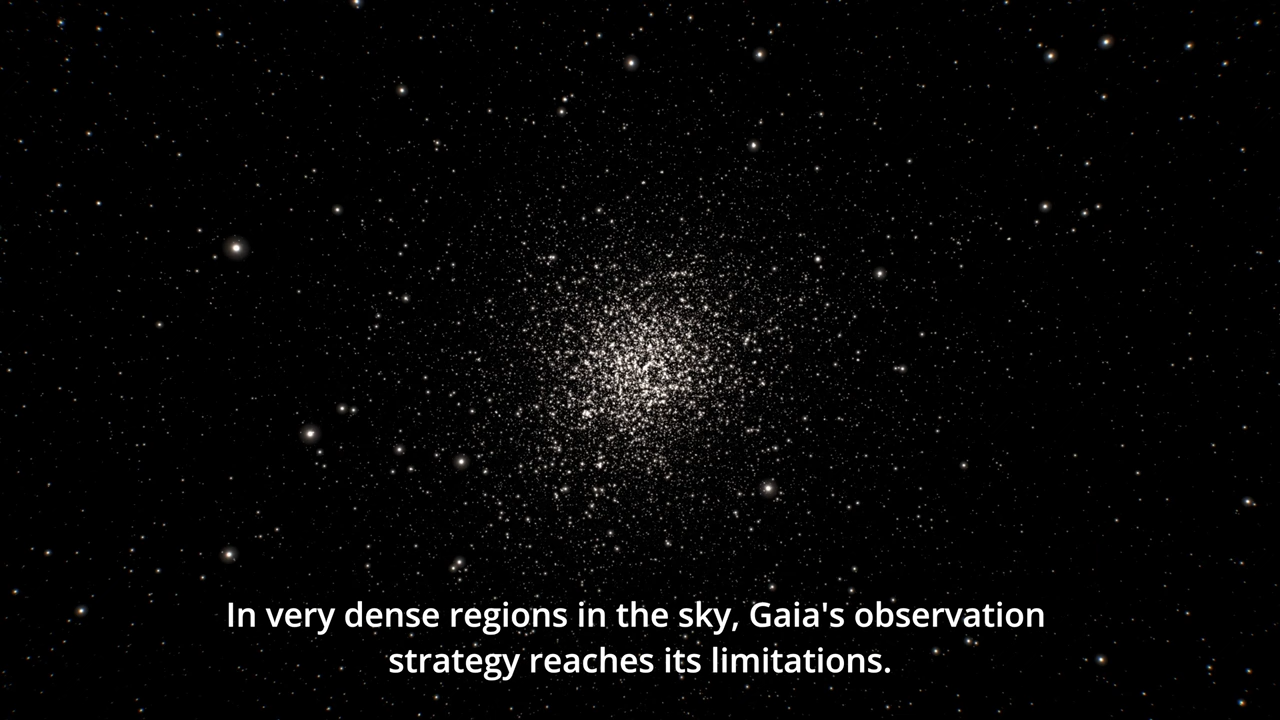 In very dense regions in the sky, Gaia's observation
strategy reaches its limitations.